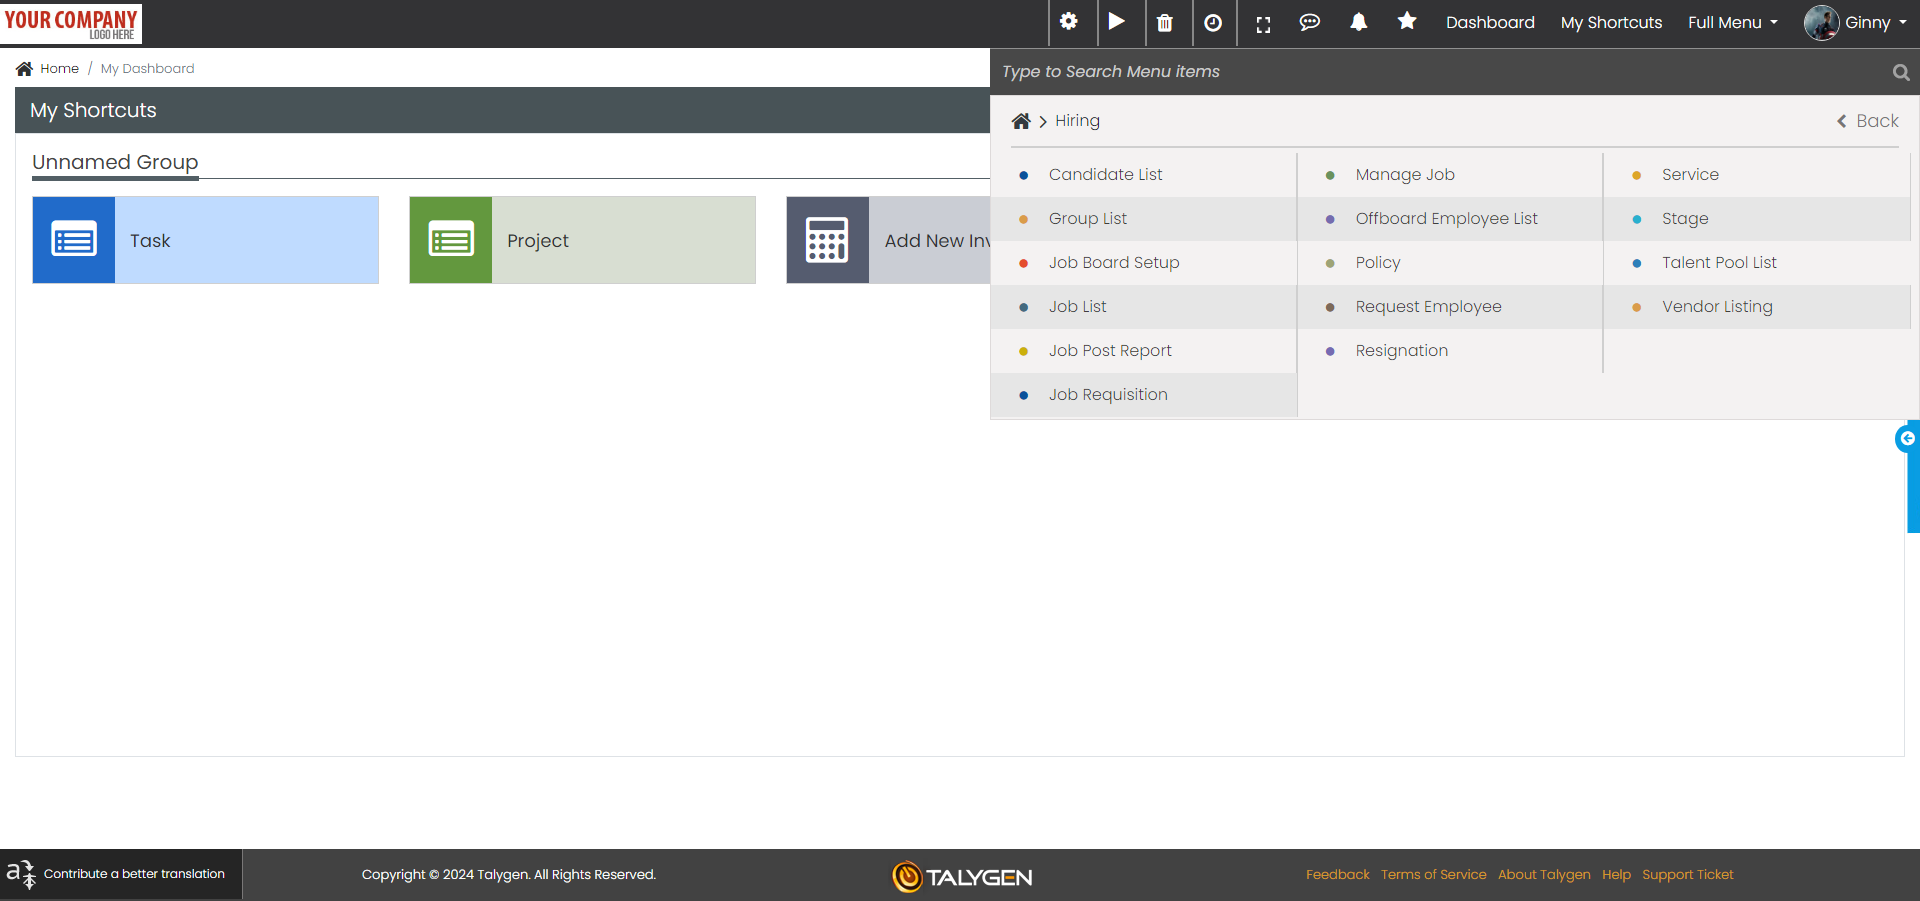 YOUR COMPANY
LOGO HERE
Dashboard
My Shortcuts
Full Menu
Ginny
Home / My Dashboard
Type to Search Menu items
My Shortcuts
Hiring
Back
Unnamed Group
Task
Project
Add New Inv
Candidate List
Group List
Job Board Setup
Job List
Job Post Report
Job Requisition
Manage Job
Offboard Employee List
Policy
Request Employee
Resignation
Service
Stage
Talent Pool List
Vendor Listing
Contribute a better translation
Copyright © 2024 Talygen. All Rights Reserved.
TALYGEN
Feedback
Terms of Service
About Talygen
Help
Support Ticket